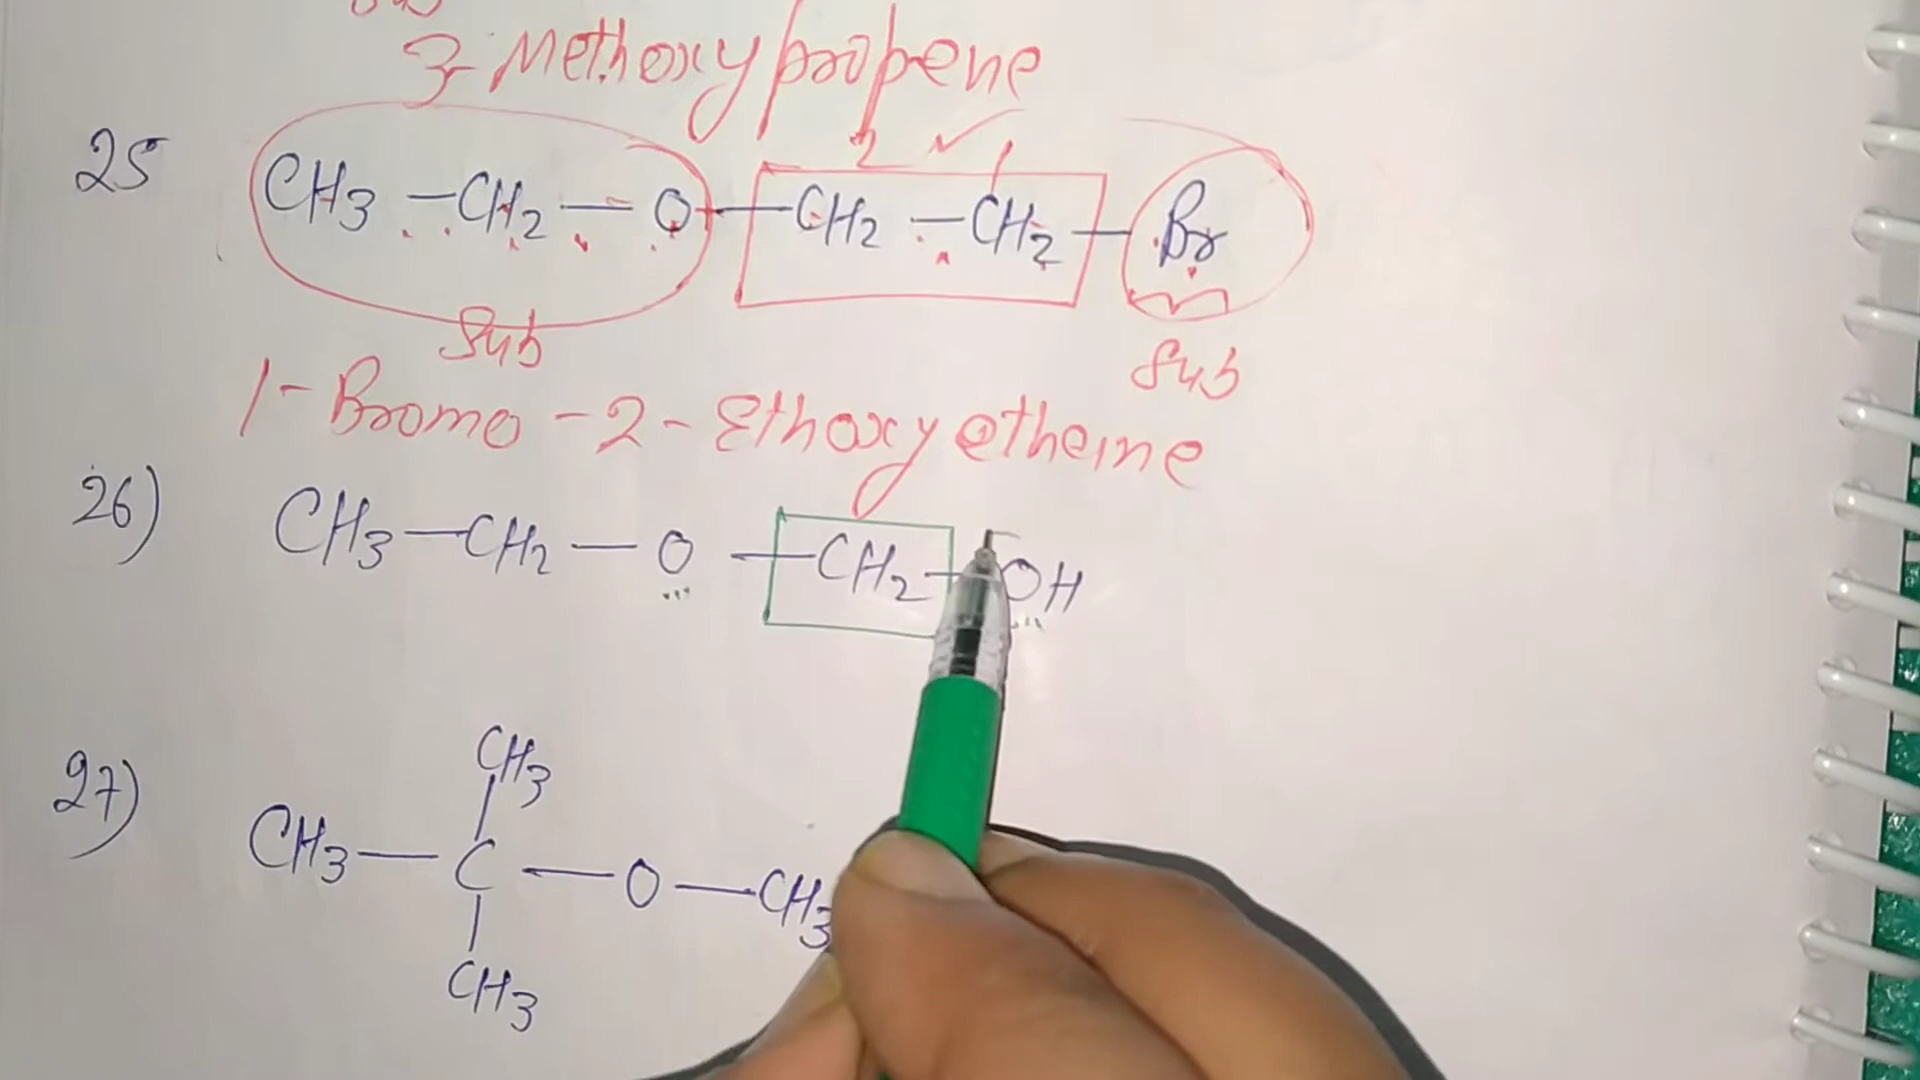 3-Methoxypropene
2 1
25 CH3-CH2-O-CH2-CH2-Br
Sub Sub
1-Bromo-2-Ethoxyetheine
26) CH3-CH2-O-CH2-OH
CH3
27) CH3-C-O-CH3
CH3